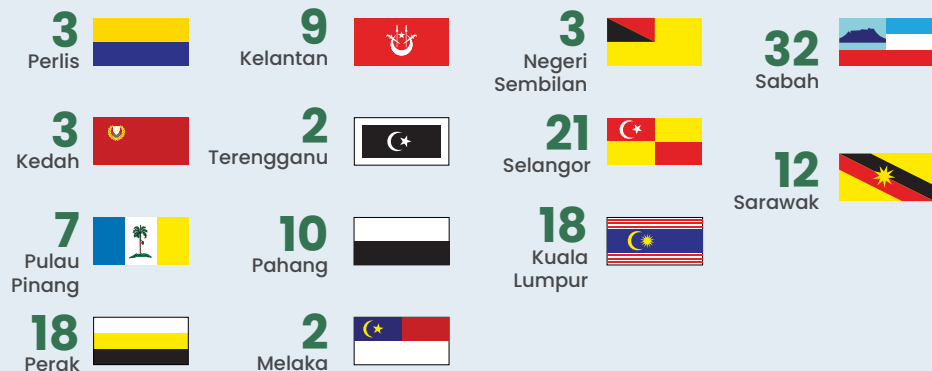 3
Perlis
3
Kedah
7
Pulau
Pinang
18
Perak
9
Kelantan
2
Terengganu
10
Pahang
2
Melaka
3
Negeri
Sembilan
21
Selangor
18
Kuala
Lumpur
32
Sabah
12
Sarawak